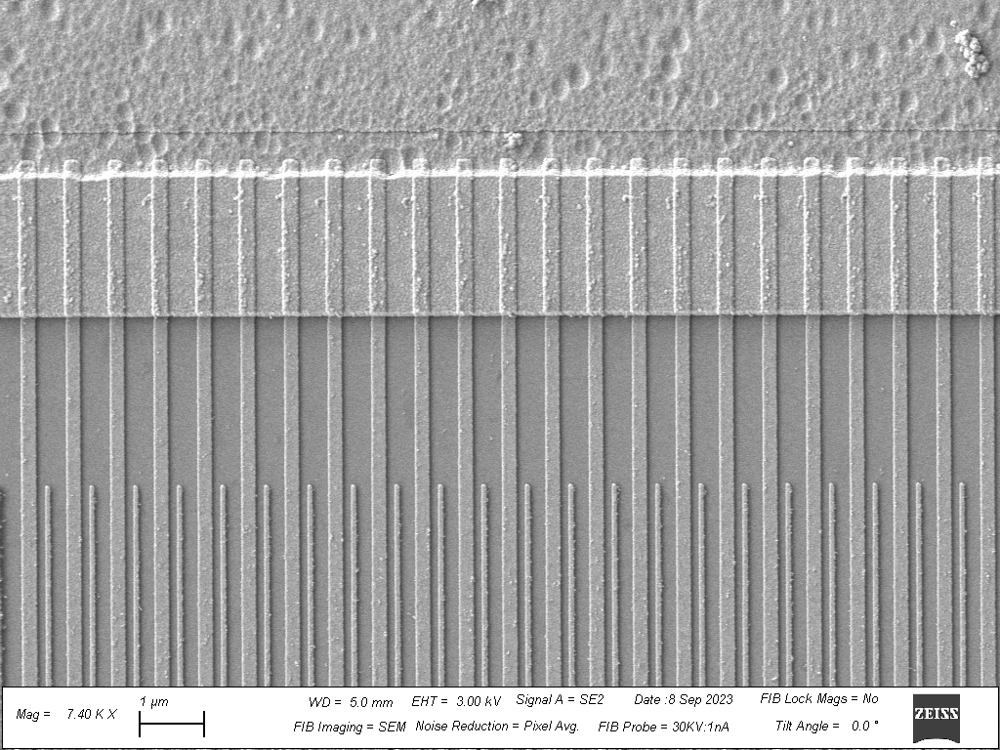 Mag = 7.40 K X
1 µm
WD = 5.0 mm EHT = 3.00 kV Signal A = SE2 Date :8 Sep 2023 FIB Lock Mags = No
FIB Imaging = SEM Noise Reduction = Pixel Avg. FIB Probe = 30KV:1nA Tilt Angle = 0.0 °
ZEISS